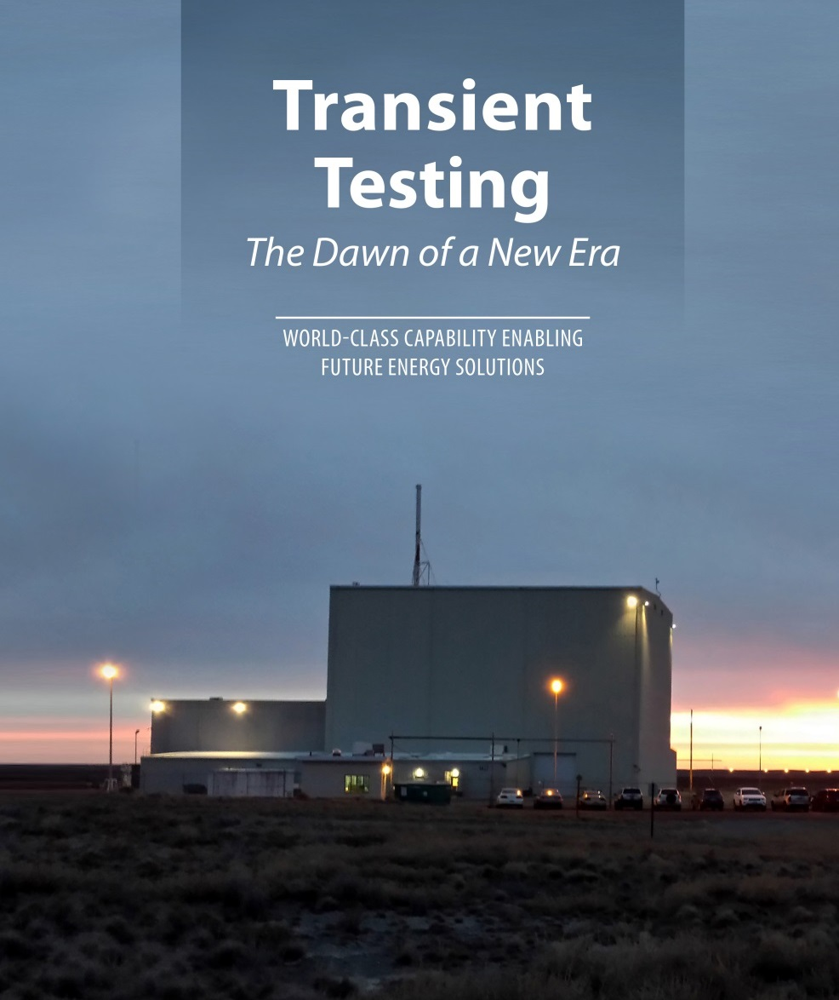 Transient
Testing
The Dawn of a New Era
WORLD-CLASS CAPABILITY ENABLING
FUTURE ENERGY SOLUTIONS